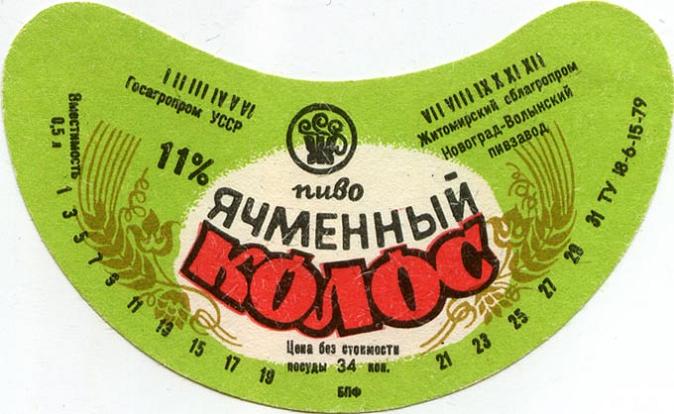 I II III IV V VI
Госагропром УССР
VII VIII IX X XI XII
Житомирский облагропром
Новоград-Волынский
пивзавод
Вместимость
0,5 л
11%
пиво
ЯЧМЕННЫЙ
КОЛОС
ТУ 18-6-15-79
1 3 5 7 9 11 13 15 17 19
21 23 25 27 29 31
Цена без стоимости
посуды 34 коп.
БПФ